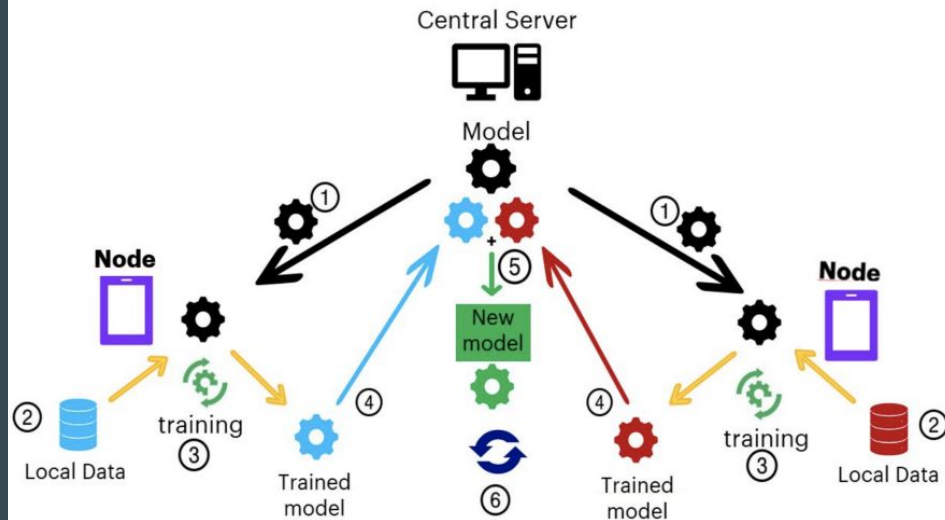 Central Server
Model
①
①
Node
Node
+
⑤
New
model
②
Local Data
training
③
④
Trained
model
⑥
④
Trained
model
training
③
②
Local Data